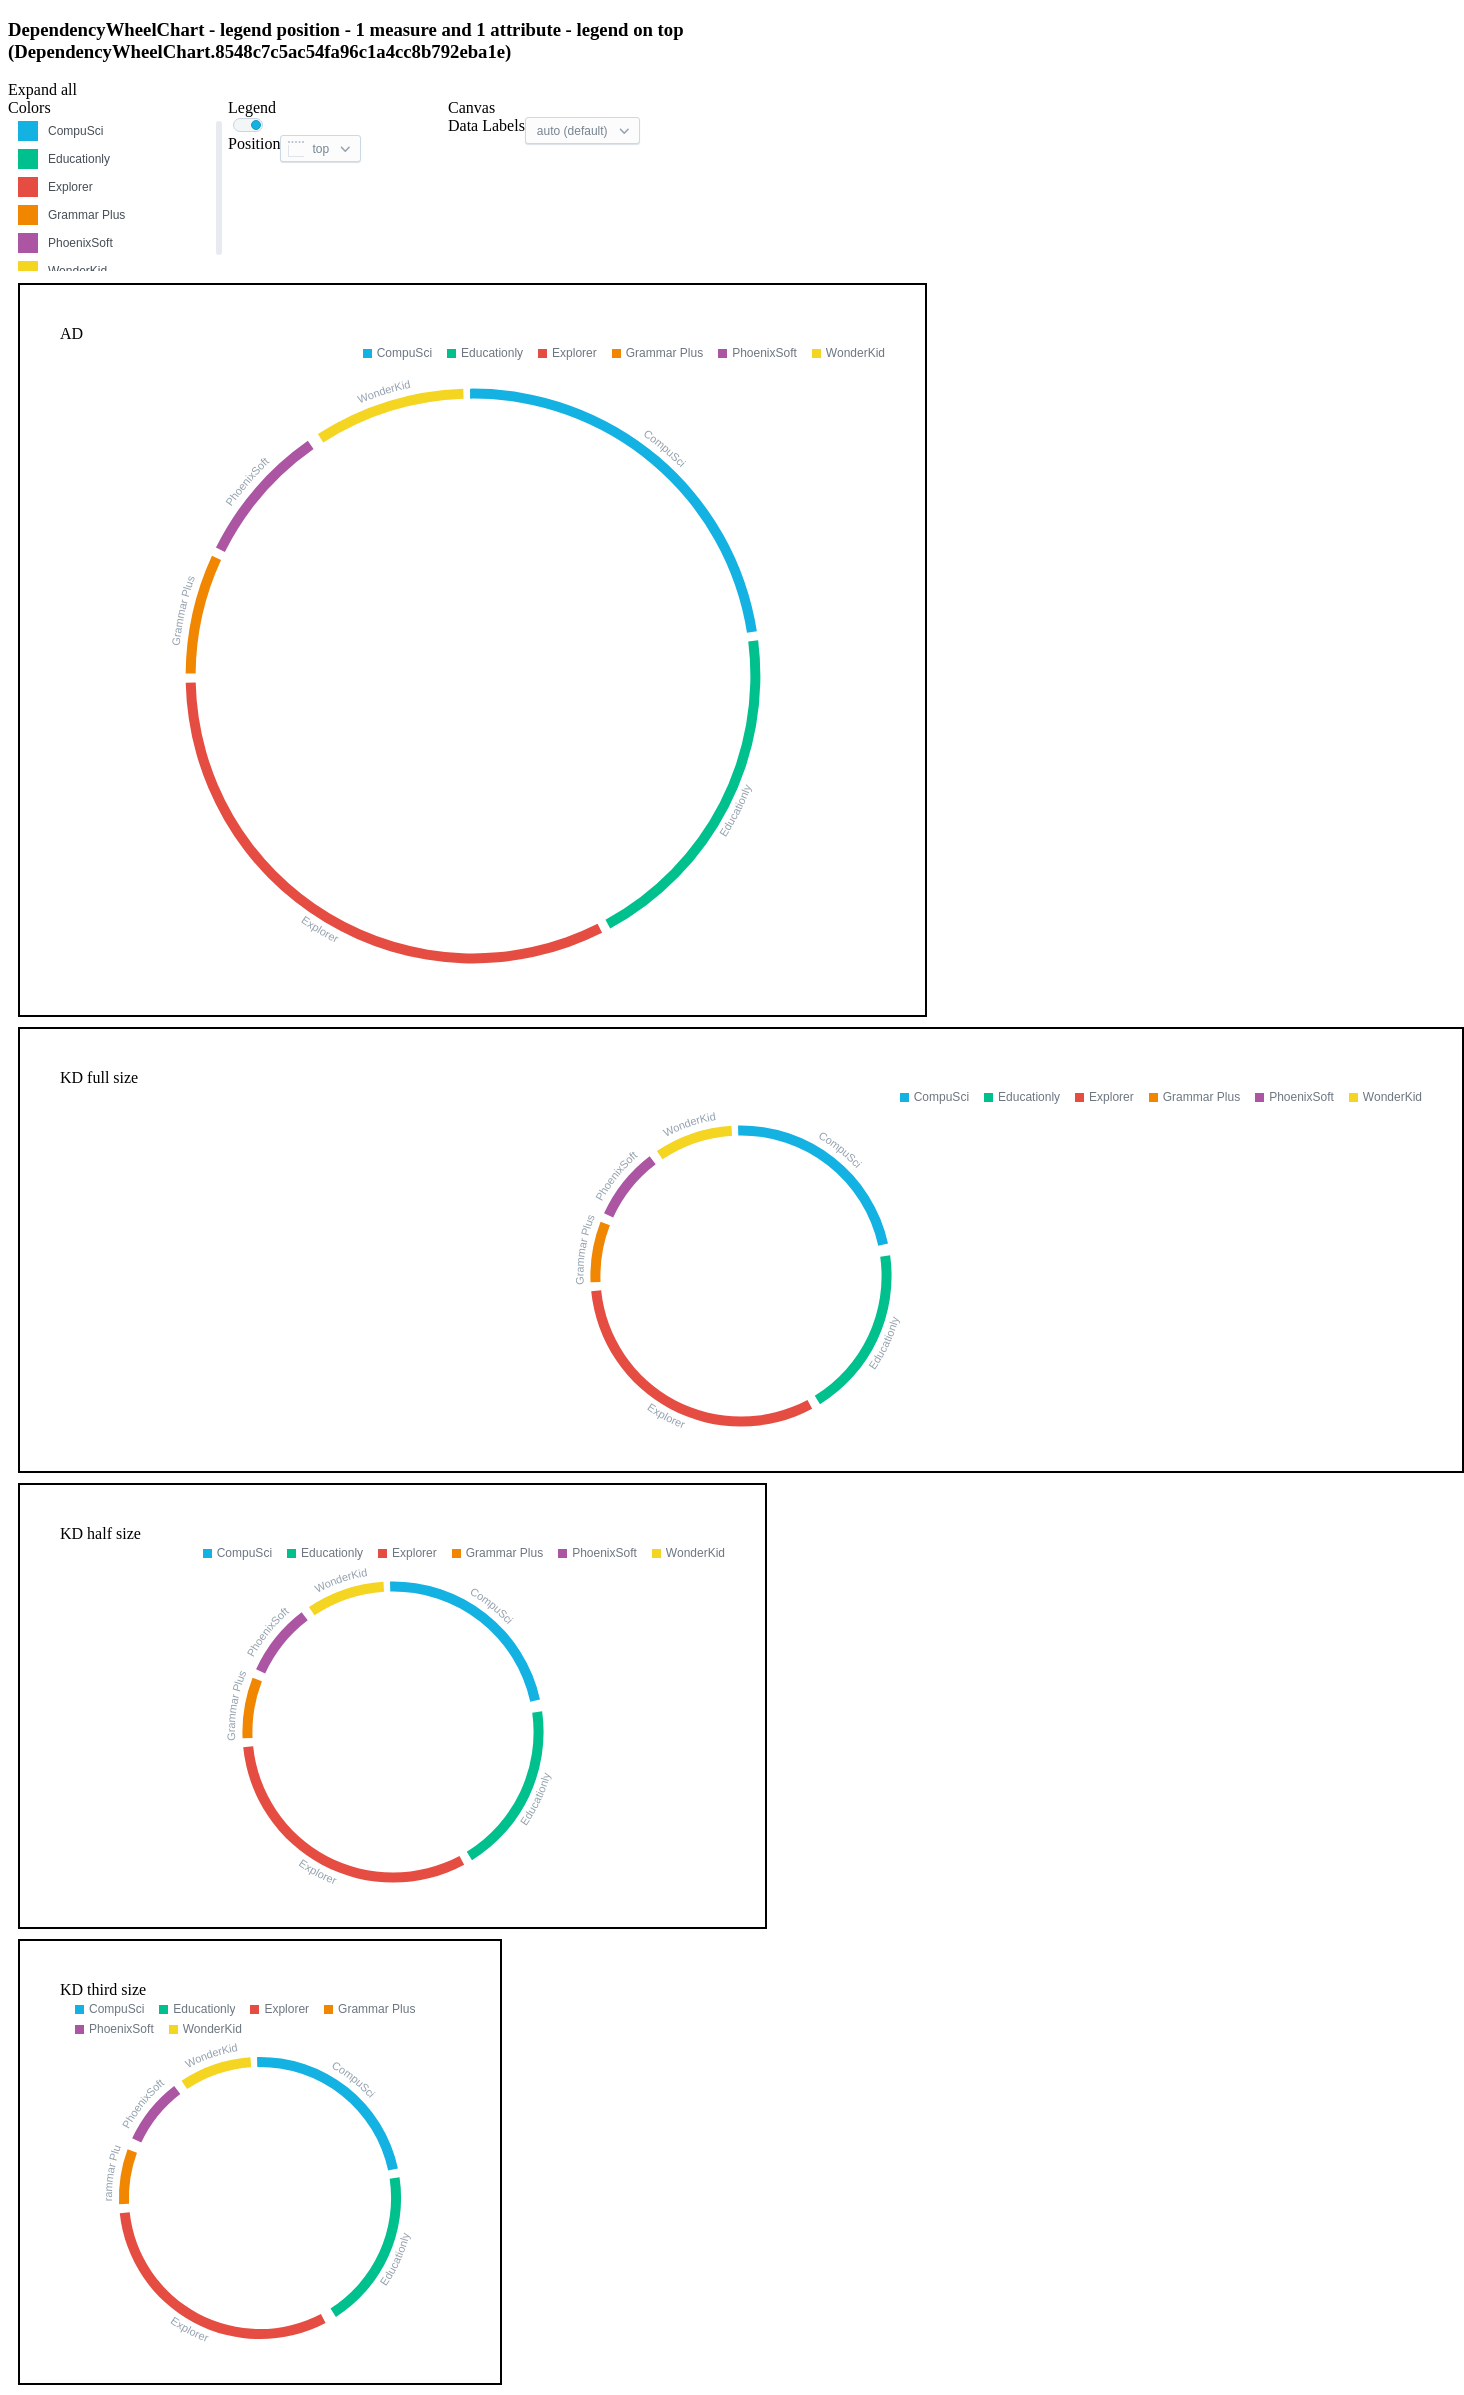 DependencyWheelChart - legend position - 1 measure and 1 attribute - legend on top
(DependencyWheelChart.8548c7c5ac54fa96c1a4cc8b792eba1e)
Expand all
Colors
CompuSci
Educationly
Explorer
Grammar Plus
PhoenixSoft
WonderKid
Legend
Position top
Canvas
Data Labels auto (default)
AD
CompuSci Educationly Explorer Grammar Plus PhoenixSoft WonderKid
WonderKid
CompuSci
PhoenixSoft
Grammar Plus
Educationly
Explorer
KD full size
CompuSci Educationly Explorer Grammar Plus PhoenixSoft WonderKid
WonderKid
CompuSci
PhoenixSoft
Grammar Plus
Educationly
Explorer
KD half size
CompuSci Educationly Explorer Grammar Plus PhoenixSoft WonderKid
WonderKid
CompuSci
PhoenixSoft
Grammar Plus
Educationly
Explorer
KD third size
CompuSci Educationly Explorer Grammar Plus
PhoenixSoft WonderKid
WonderKid
CompuSci
PhoenixSoft
rammar Plu
Educationly
Explorer